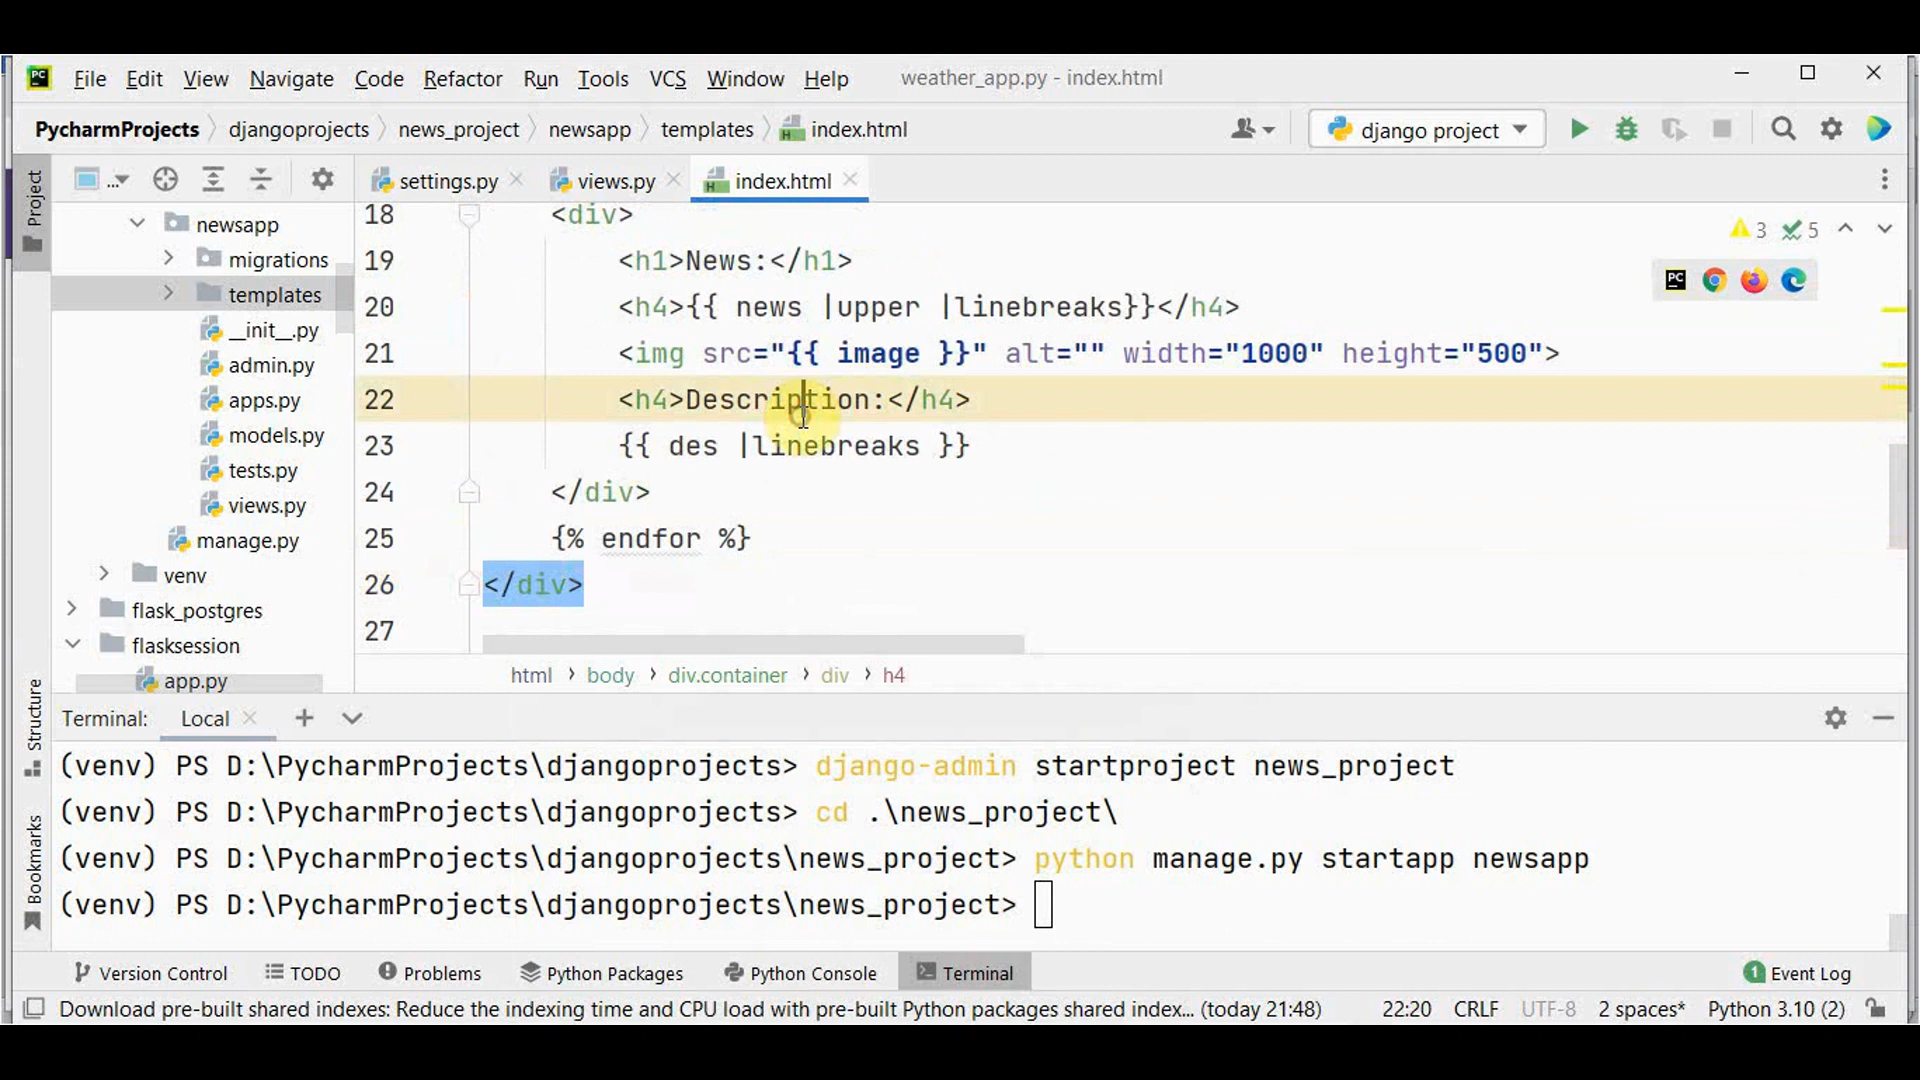 PC File Edit View Navigate Code Refactor Run Tools VCS Window Help weather_app.py - index.html
PycharmProjects djangoprojects news_project newsapp templates index.html django project
Project ... settings.py views.py index.html
newsapp
migrations
templates
__init__.py
admin.py
apps.py
models.py
tests.py
views.py
manage.py
venv
flask_postgres
flasksession
app.py
3 5
PC
18 <div>
19 <h1>News:</h1>
20 <h4>{{ news |upper |linebreaks}}</h4>
21 <img src="{{ image }}" alt="" width="1000" height="500">
22 <h4>Description:</h4>
23 {{ des |linebreaks }}
24 </div>
25 {% endfor %}
26 </div>
27
html body div.container div h4
Structure
Bookmarks
Terminal: Local
(venv) PS D:\PycharmProjects\djangoprojects> django-admin startproject news_project
(venv) PS D:\PycharmProjects\djangoprojects> cd .\news_project\
(venv) PS D:\PycharmProjects\djangoprojects\news_project> python manage.py startapp newsapp
(venv) PS D:\PycharmProjects\djangoprojects\news_project>
Version Control TODO Problems Python Packages Python Console Terminal 1 Event Log
Download pre-built shared indexes: Reduce the indexing time and CPU load with pre-built Python packages shared index... (today 21:48) 22:20 CRLF UTF-8 2 spaces* Python 3.10 (2)